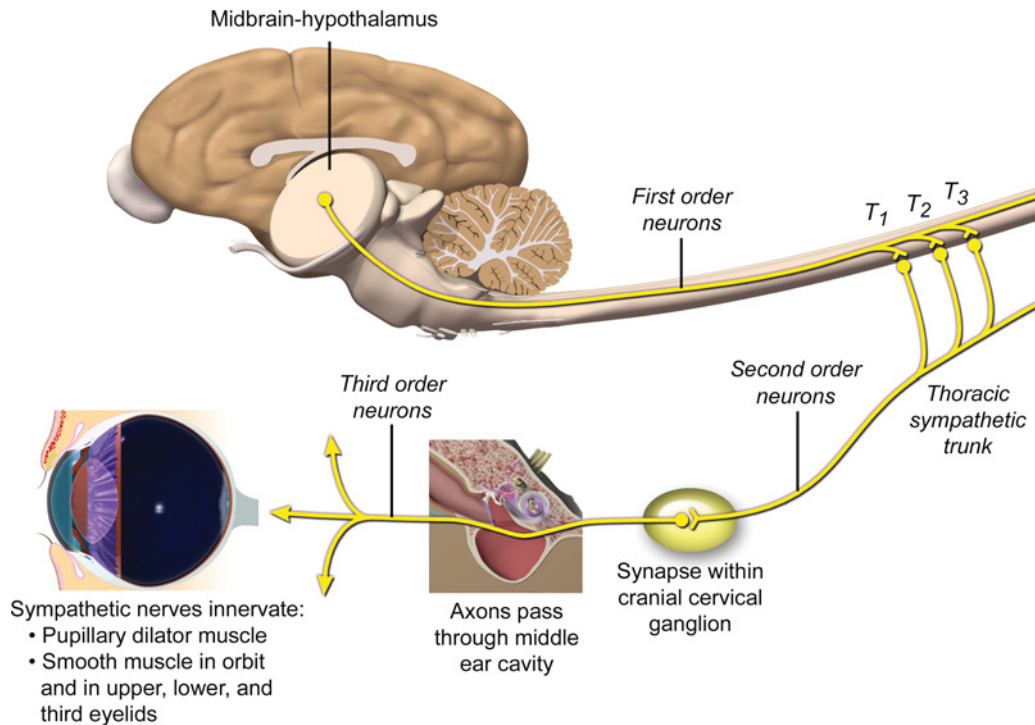 Midbrain-hypothalamus
First order
neurons
T1
T2
T3
Third order
neurons
Second order
neurons
Thoracic
sympathetic
trunk
Synapse within
cranial cervical
ganglion
Axons pass
through middle
ear cavity
Sympathetic nerves innervate:
• Pupillary dilator muscle
• Smooth muscle in orbit
and in upper, lower, and
third eyelids